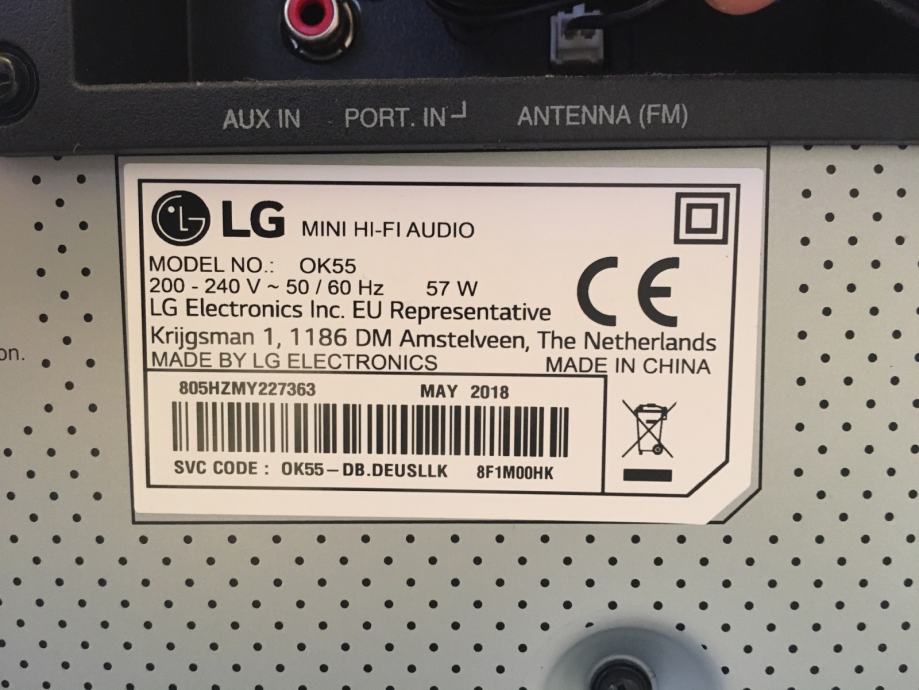 AUX IN PORT. IN ANTENNA (FM)
on.
LG MINI HI-FI AUDIO
MODEL NO.: OK55
200 - 240 V ~ 50 / 60 Hz 57 W
LG Electronics Inc. EU Representative
Krijgsman 1, 1186 DM Amstelveen, The Netherlands
MADE BY LG ELECTRONICS MADE IN CHINA
CE
805HZMY227363 MAY 2018
SVC CODE : OK55-DB.DEUSLLK 8F1M00HK